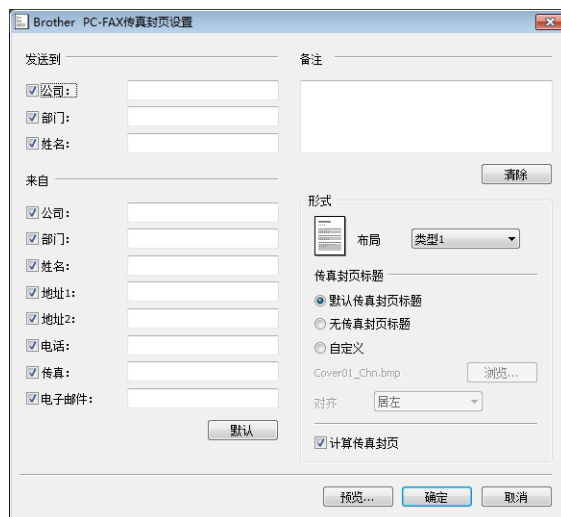 Brother PC-FAX传真封页设置
发送到
公司:
部门:
姓名:
来自
公司:
部门:
姓名:
地址1:
地址2:
电话:
传真:
电子邮件:
默认
备注
清除
形式
布局 类型1
传真封页标题
默认传真封页标题
无传真封页标题
自定义
Cover01_Chn.bmp 浏览...
对齐 居左
计算传真封页
预览... 确定 取消